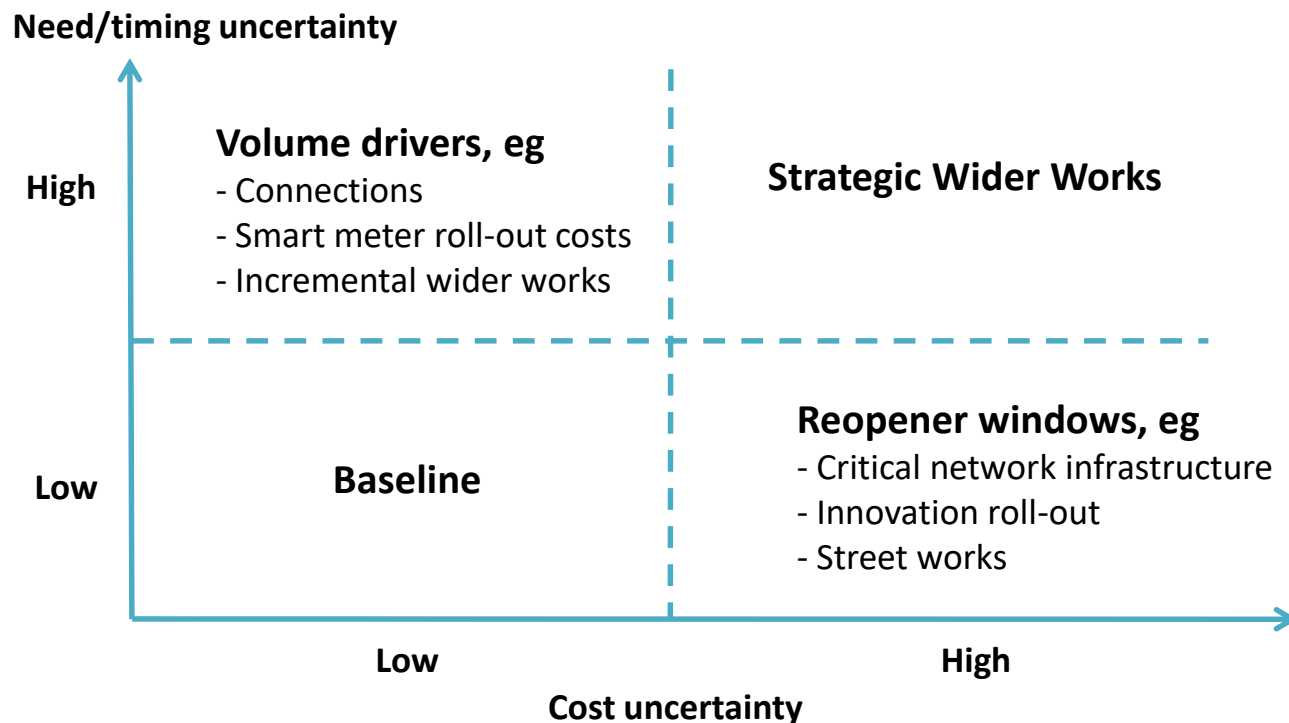 Need/timing uncertainty
High
Volume drivers, eg
- Connections
- Smart meter roll-out costs
- Incremental wider works
Strategic Wider Works
Low
Baseline
Reopener windows, eg
- Critical network infrastructure
- Innovation roll-out
- Street works
Low
High
Cost uncertainty